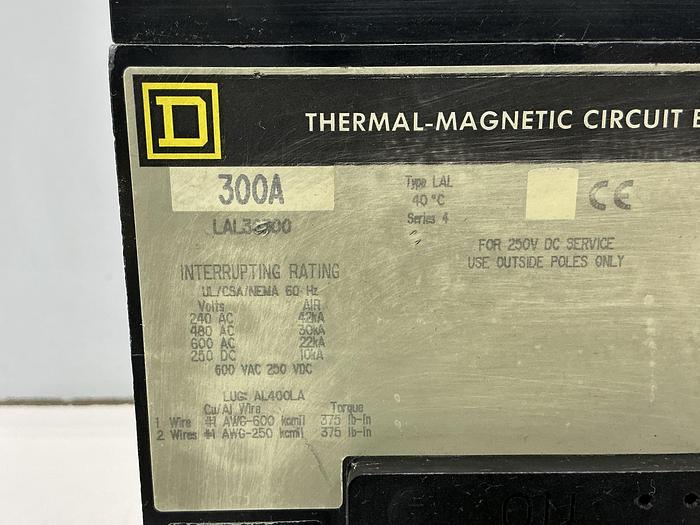 D
THERMAL-MAGNETIC CIRCUIT
300A
LAL36300
Type LAL
40 °C
Series 4
CE
FOR 250V DC SERVICE
USE OUTSIDE POLES ONLY
INTERRUPTING RATING
UL/CSA/NEMA 60 Hz
Volts AIR
240 AC 42kA
480 AC 30kA
600 AC 22kA
250 DC 10kA
600 VAC 250 VDC
LUG: AL400LA
Cu/Al Wire Torque
1 Wire #1 AWG-600 kcmil 375 lb-in
2 Wires #1 AWG-250 kcmil 375 lb-in
ON